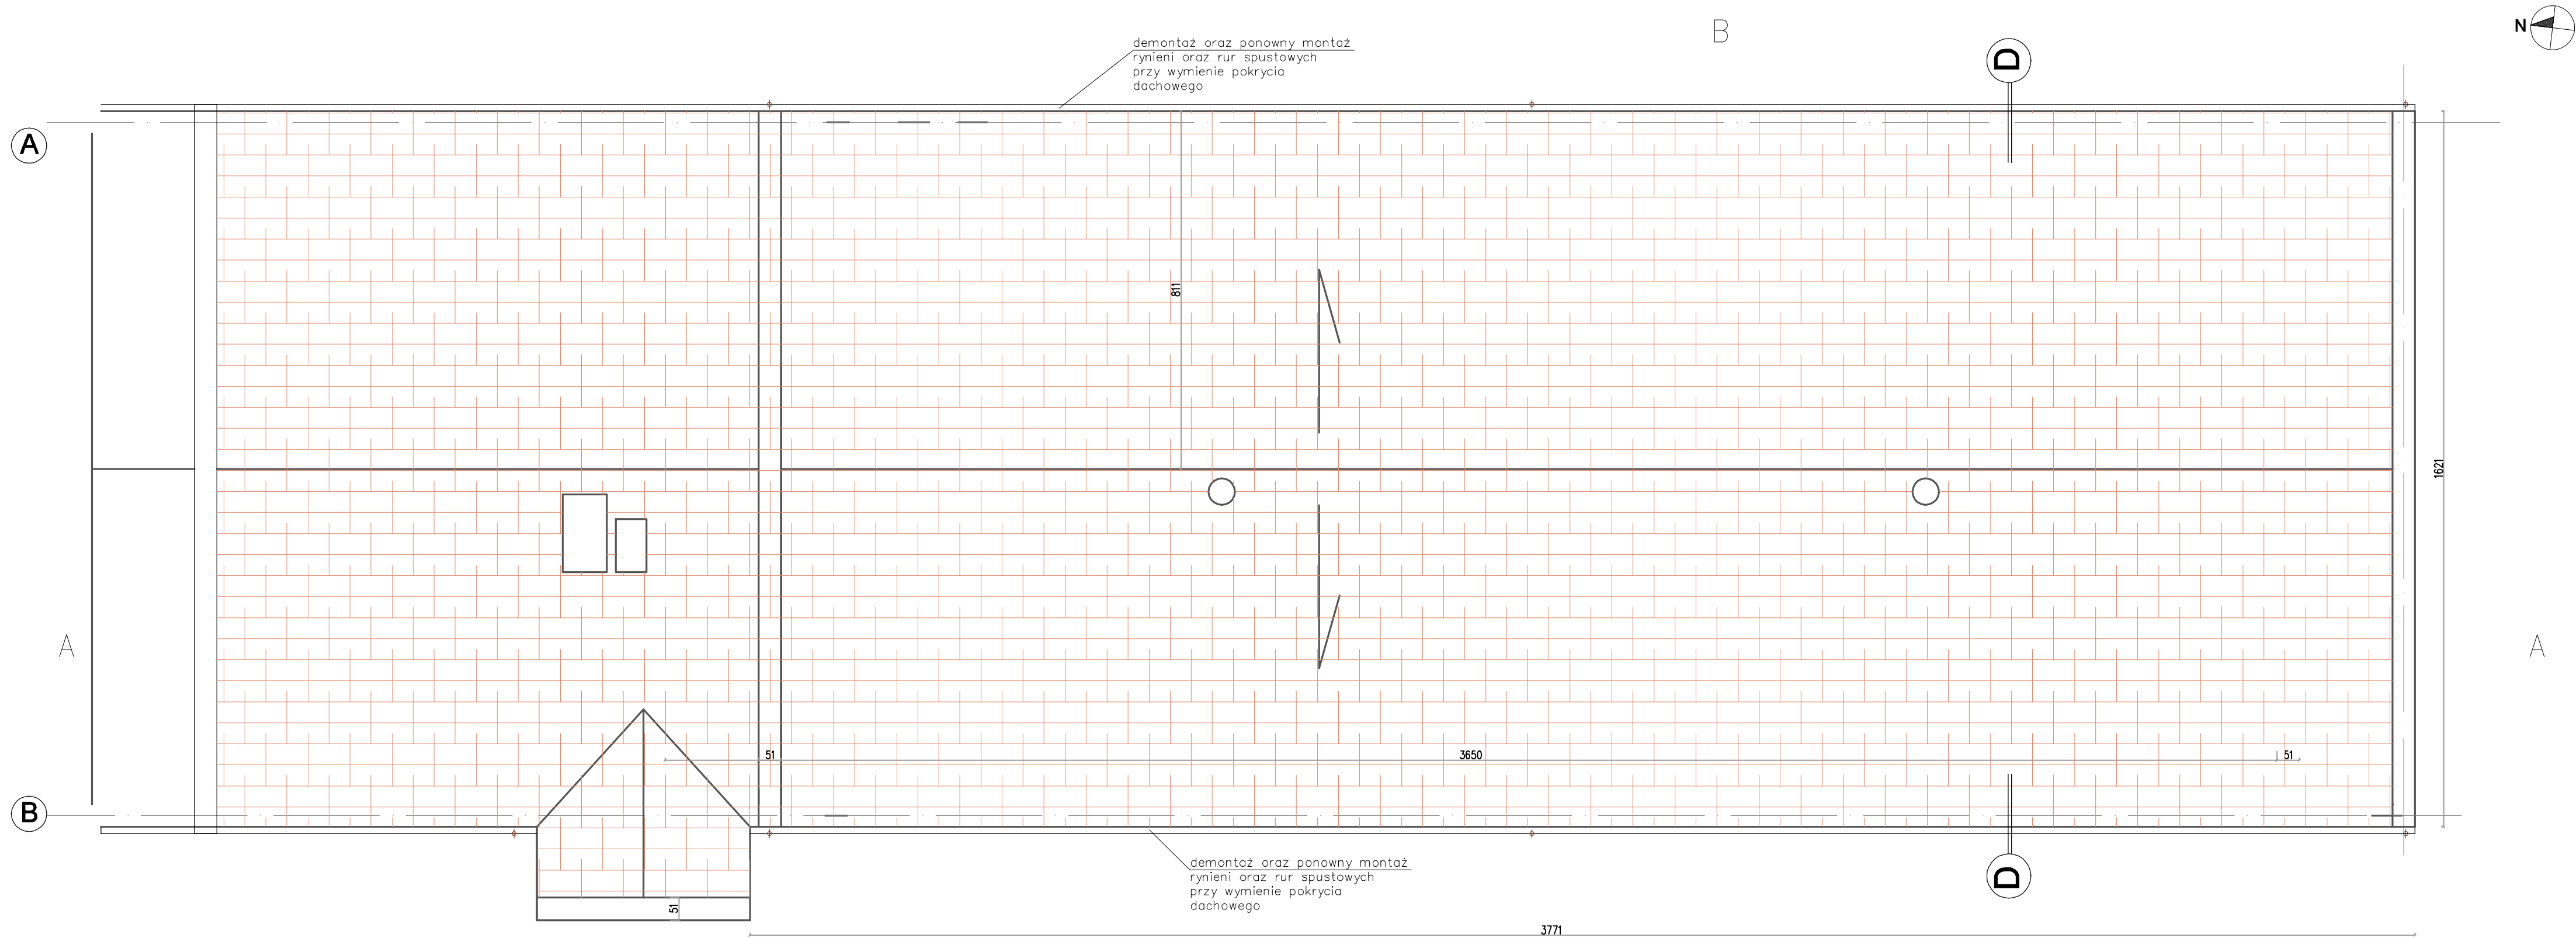 B
N
D
demontaż oraz ponowny montaż
rynieni oraz rur spustowych
przy wymienie pokrycia
dachowego
A
811
1621
A
A
51
3650
51
B
demontaż oraz ponowny montaż
rynieni oraz rur spustowych
przy wymienie pokrycia
dachowego
D
51
3771